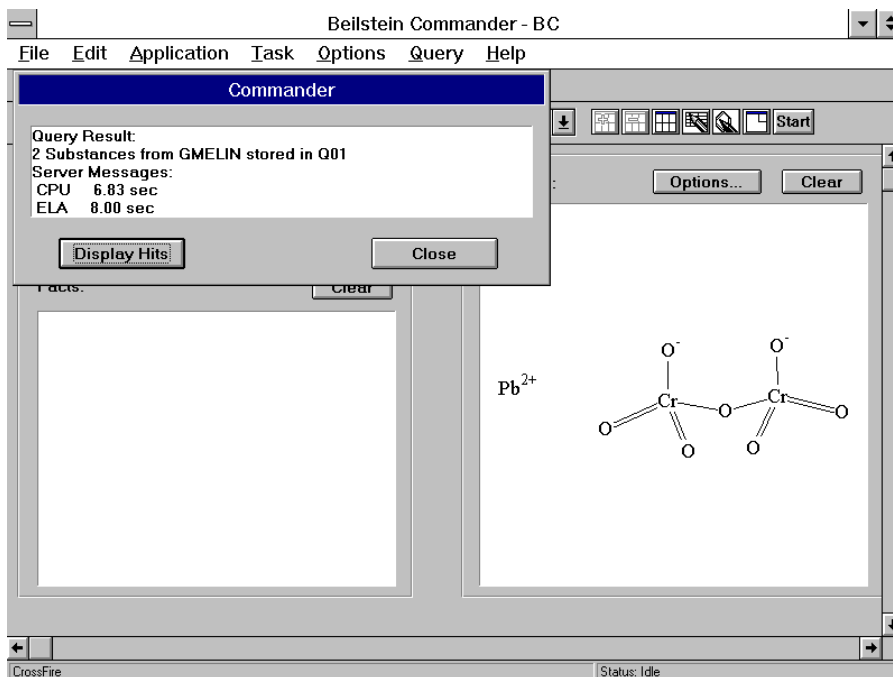 Beilstein Commander - BC
File Edit Application Task Options Query Help
Commander
Query Result:
2 Substances from GMELIN stored in Q01
Server Messages:
CPU 6.83 sec
ELA 8.00 sec
Display Hits Close
Start
: Options... Clear
Facts: Clear
O- O-
Pb2+
Cr O Cr
O O O O
CrossFire Status: Idle